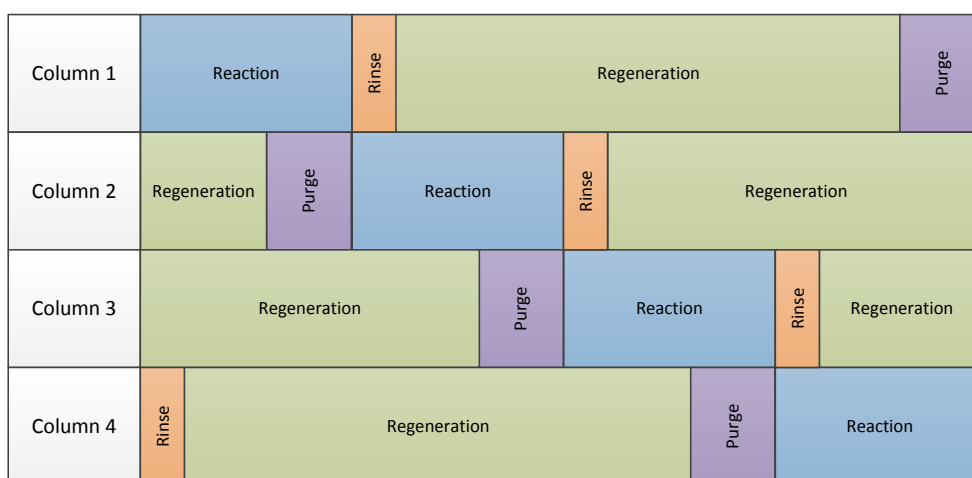 Column 1
Reaction
Rinse
Regeneration
Purge
Column 2
Regeneration
Purge
Reaction
Rinse
Regeneration
Column 3
Regeneration
Purge
Reaction
Rinse
Regeneration
Column 4
Rinse
Regeneration
Purge
Reaction